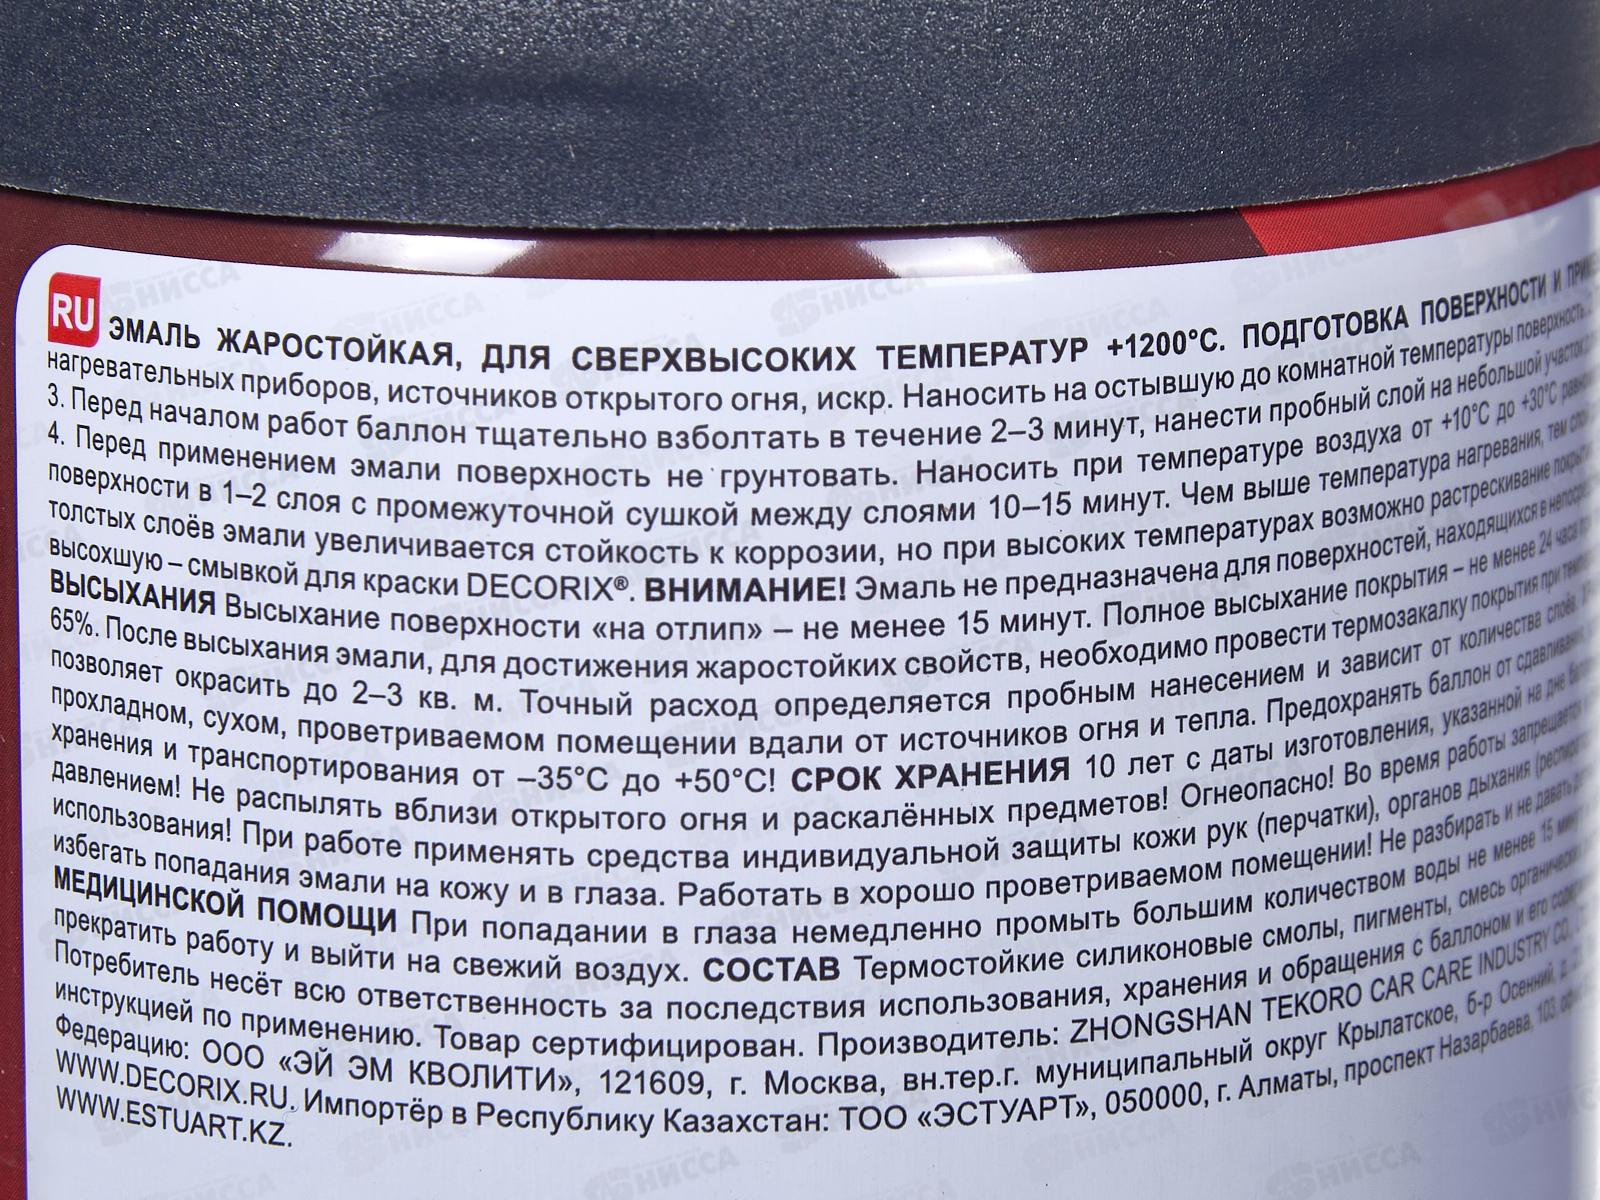 RU ЭМАЛЬ ЖАРОСТОЙКАЯ, ДЛЯ СВЕРХВЫСОКИХ ТЕМПЕРАТУР +1200°С. ПОДГОТОВКА ПОВЕРХНОСТИ И
нагревательных приборов, источников открытого огня, искр. Наносить на остывшую до комнатной температуры поверхность.
3. Перед началом работ баллон тщательно взболтать в течение 2–3 минут, нанести пробный слой на небольшой участок
4. Перед применением эмали поверхность не грунтовать. Наносить при температуре воздуха от +10°С до +30°С
поверхности в 1–2 слоя с промежуточной сушкой между слоями 10–15 минут. Чем выше температура нагревания, тем
толстых слоёв эмали увеличивается стойкость к коррозии, но при высоких температурах возможно растрескивание
высохшую – смывкой для краски DECORIX®. ВНИМАНИЕ! Эмаль не предназначена для поверхностей, находящихся в
ВЫСЫХАНИЯ Высыхание поверхности «на отлип» – не менее 15 минут. Полное высыхание покрытия – не менее 24 часа
65%. После высыхания эмали, для достижения жаростойких свойств, необходимо провести термозакалку покрытия при
позволяет окрасить до 2–3 кв. м. Точный расход определяется пробным нанесением и зависит от количества слоёв.
прохладном, сухом, проветриваемом помещении вдали от источников огня и тепла. Предохранять баллон от сдавливания,
хранения и транспортирования от –35°С до +50°С! СРОК ХРАНЕНИЯ 10 лет с даты изготовления, указанной на дне
давлением! Не распылять вблизи открытого огня и раскалённых предметов! Огнеопасно! Во время работы запрещается
использования! При работе применять средства индивидуальной защиты кожи рук (перчатки), органов дыхания
избегать попадания эмали на кожу и в глаза. Работать в хорошо проветриваемом помещении! Не разбирать и не давать
МЕДИЦИНСКОЙ ПОМОЩИ При попадании в глаза немедленно промыть большим количеством воды не менее 15
прекратить работу и выйти на свежий воздух. СОСТАВ Термостойкие силиконовые смолы, пигменты, смесь органических
Потребитель несёт всю ответственность за последствия использования, хранения и обращения с баллоном и его
инструкцией по применению. Товар сертифицирован. Производитель: ZHONGSHAN TEKORO CAR CARE INDUSTRY CO.
Федерацию: ООО «ЭЙ ЭМ КВОЛИТИ», 121609, г. Москва, вн.тер.г. муниципальный округ Крылатское, б-р Осенний, д.
WWW.DECORIX.RU. Импортёр в Республику Казахстан: ТОО «ЭСТУАРТ», 050000, г. Алматы, проспект Назарбаева, 103,
WWW.ESTUART.KZ.